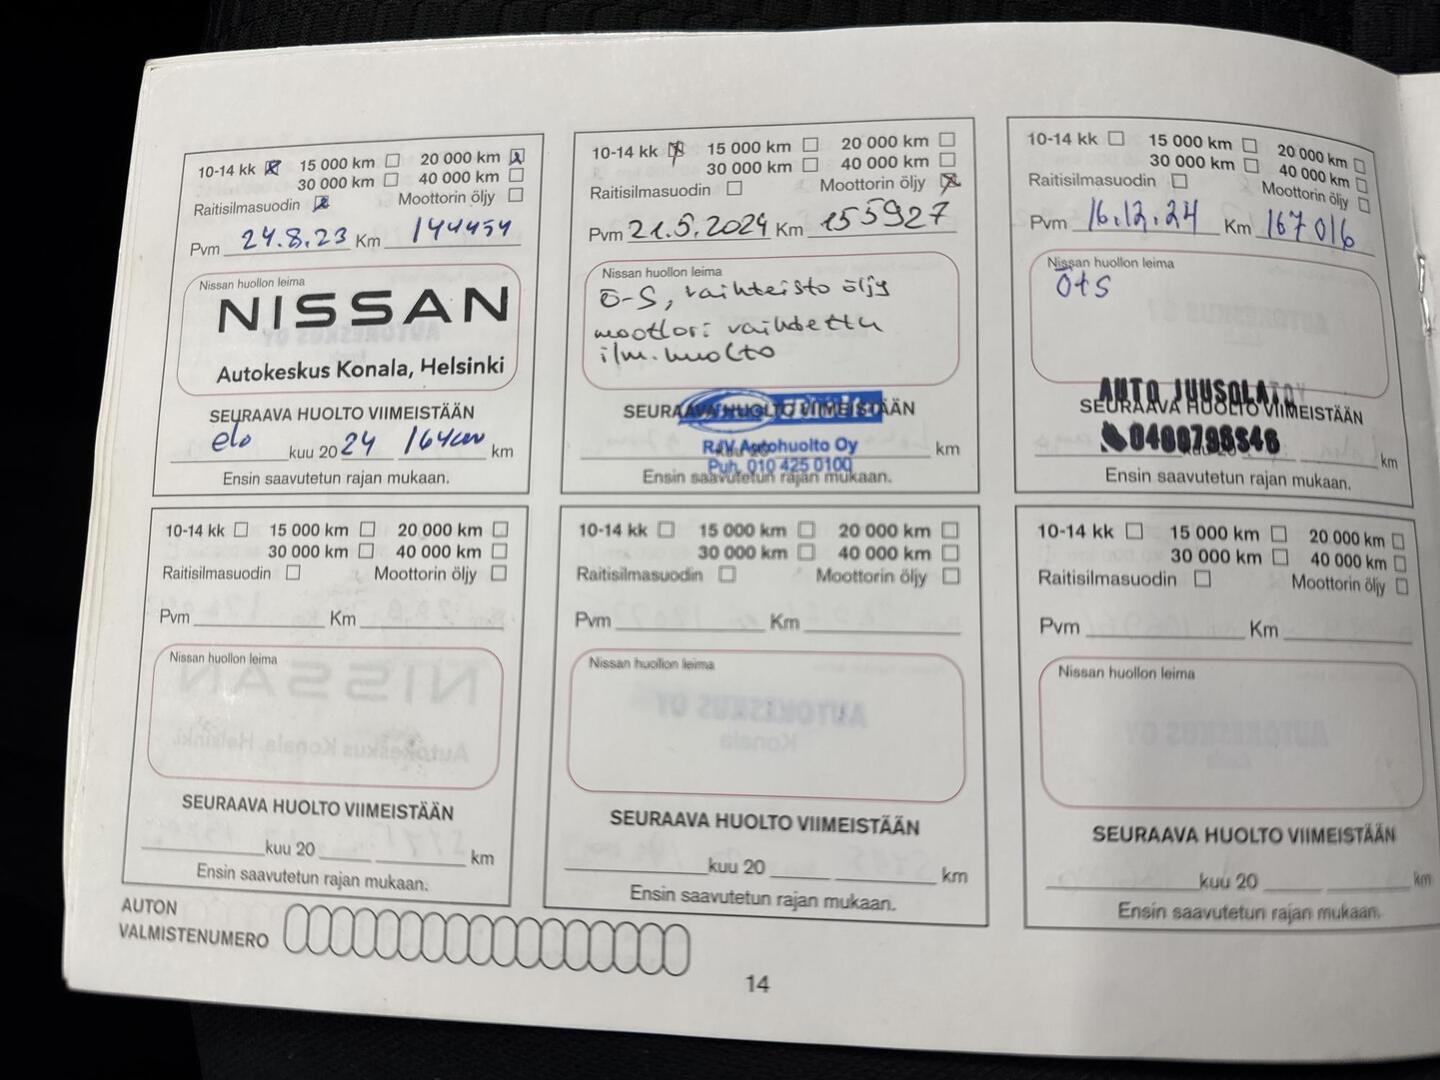 10-14 kk 15 000 km 20 000 km
30 000 km 40 000 km
Raitisilmasuodin Moottorin öljy
Pvm 24.8.23 Km 144454
Nissan huollon leima
NISSAN
Autokeskus Konala, Helsinki
SEURAAVA HUOLTO VIIMEISTÄÄN
elo kuu 20 24 164000 km
Ensin saavutetun rajan mukaan.
10-14 kk 15 000 km 20 000 km
30 000 km 40 000 km
Raitisilmasuodin Moottorin öljy
Pvm 21.5.2024 Km 155927
Nissan huollon leima
Ö-S, vaihteisto öljy
moottori vaihdettu
ilm.huolto
SEURAAVA HUOLTO VIIMEISTÄÄN
RJV Autohuolto Oy
km
Puh. 010 425 0100
Ensin saavutetun rajan mukaan.
10-14 kk 15 000 km 20 000 km
30 000 km 40 000 km
Raitisilmasuodin Moottorin öljy
Pvm 16.12.24 Km 167016
Nissan huollon leima
Öts
AUTO JUUSOLA OY
SEURAAVA HUOLTO VIIMEISTÄÄN
0400798546
km
Ensin saavutetun rajan mukaan.
10-14 kk 15 000 km 20 000 km
30 000 km 40 000 km
Raitisilmasuodin Moottorin öljy
Pvm Km
Nissan huollon leima
SEURAAVA HUOLTO VIIMEISTÄÄN
kuu 20 km
Ensin saavutetun rajan mukaan.
10-14 kk 15 000 km 20 000 km
30 000 km 40 000 km
Raitisilmasuodin Moottorin öljy
Pvm Km
Nissan huollon leima
SEURAAVA HUOLTO VIIMEISTÄÄN
kuu 20 km
Ensin saavutetun rajan mukaan.
10-14 kk 15 000 km 20 000 km
30 000 km 40 000 km
Raitisilmasuodin Moottorin öljy
Pvm Km
Nissan huollon leima
SEURAAVA HUOLTO VIIMEISTÄÄN
kuu 20 km
Ensin saavutetun rajan mukaan.
AUTON
VALMISTENUMERO
14